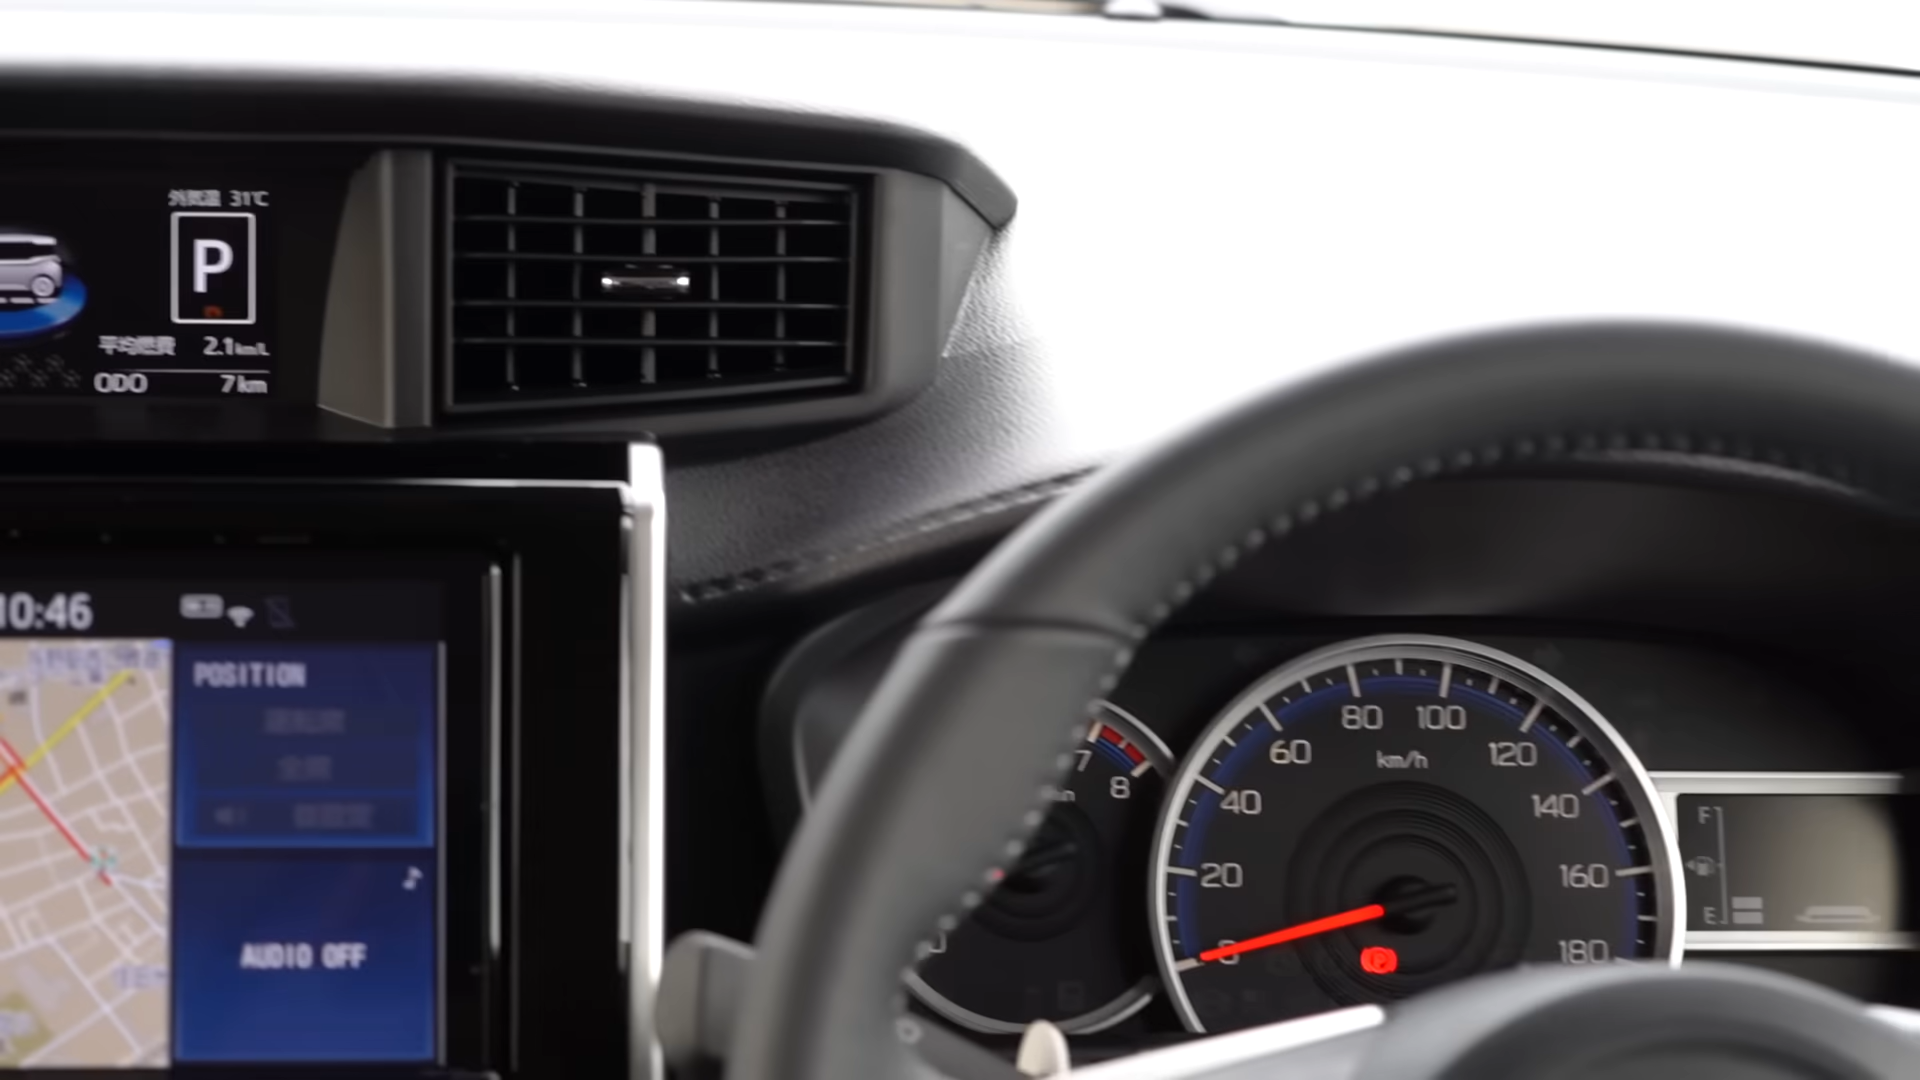 外気温 31℃
P
平均燃費 2.1km/L
ODO 7km
10:46
POSITION
AUDIO OFF
7
8
0
20
40
60
80
100
120
140
160
180
km/h
F
E